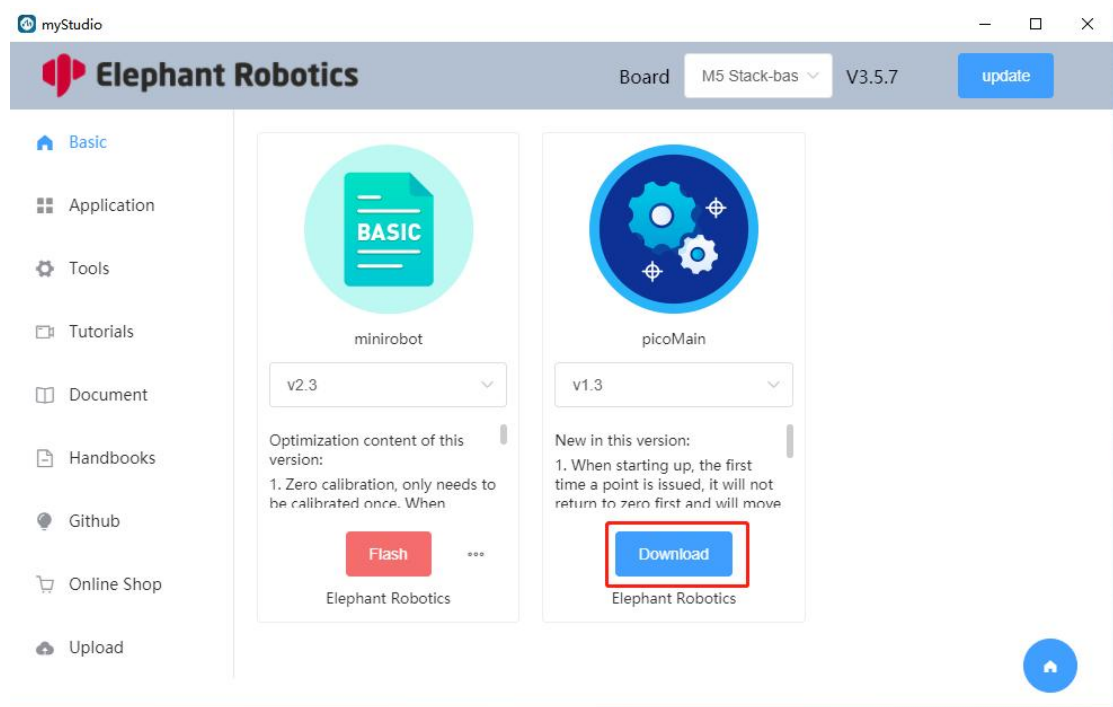 myStudio
Elephant Robotics
Board
M5 Stack-bas
V3.5.7
update
Basic
Application
Tools
Tutorials
Document
Handbooks
Github
Online Shop
Upload
BASIC
minirobot
v2.3
Optimization content of this
version:
1. Zero calibration, only needs to
be calibrated once. When
Flash
Elephant Robotics
picoMain
v1.3
New in this version:
1. When starting up, the first
time a point is issued, it will not
return to zero first and will move
Download
Elephant Robotics